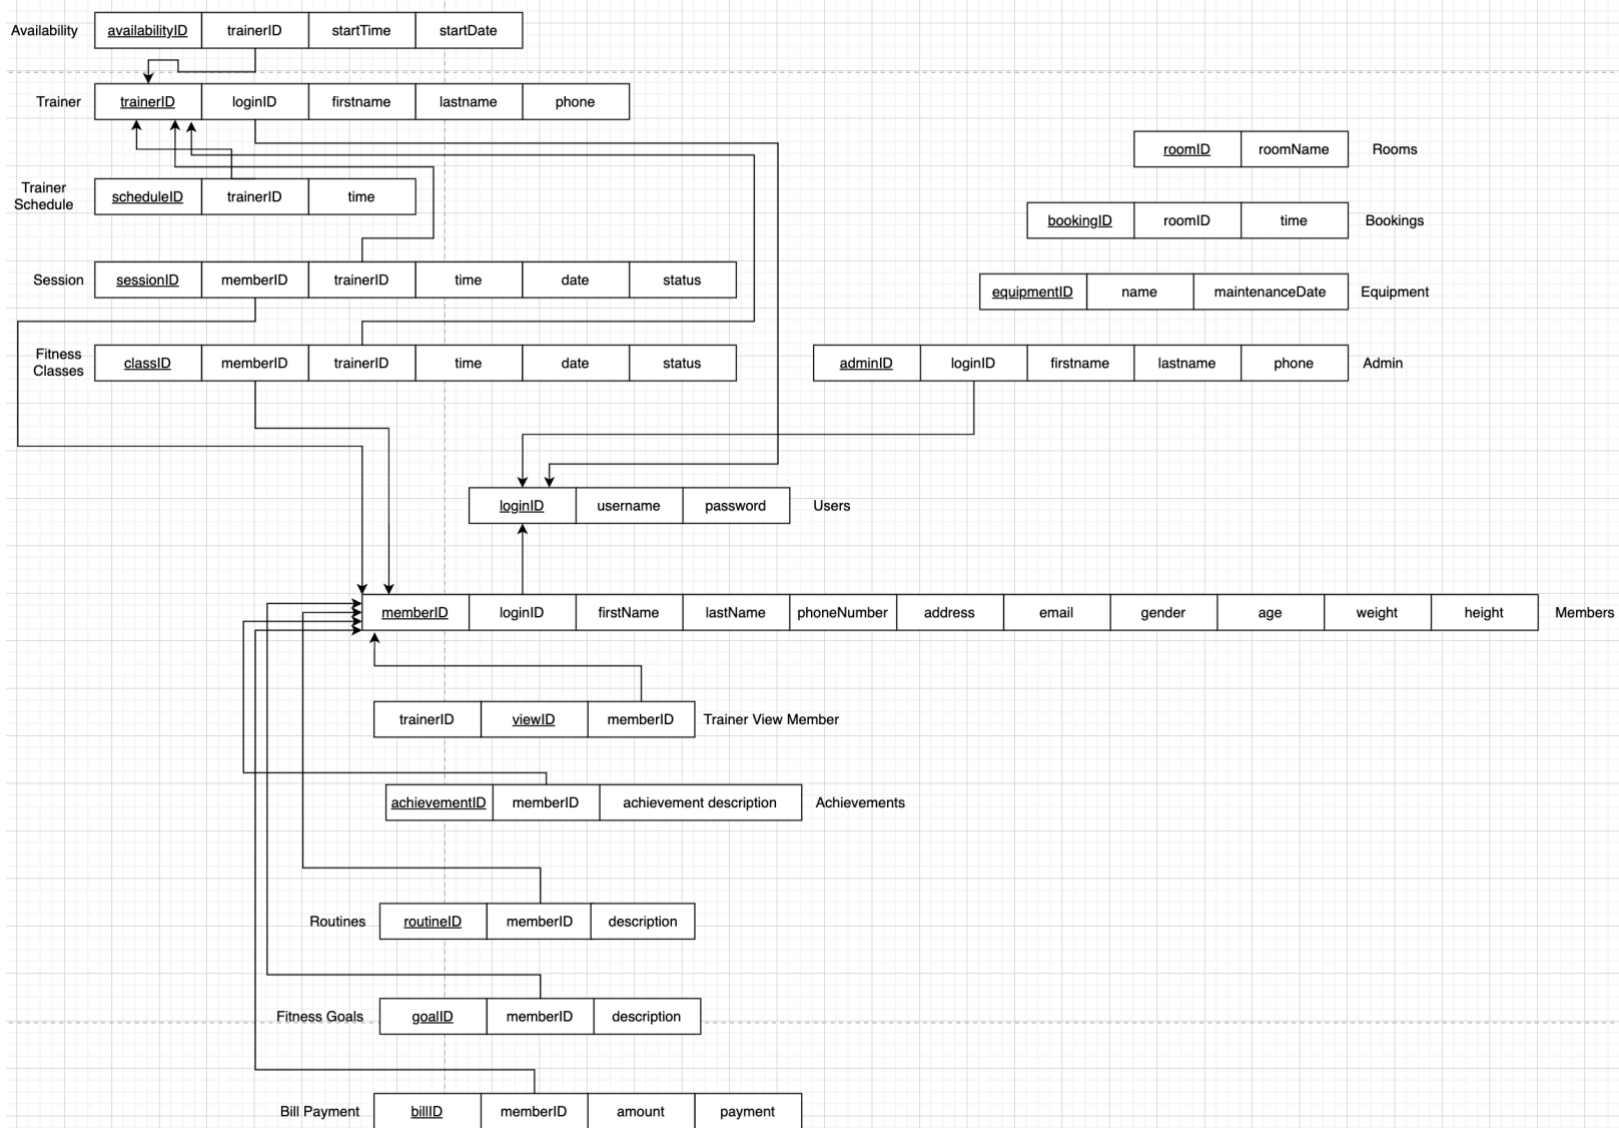 Availability availabilityID trainerID startTime startDate
Trainer trainerID loginID firstname lastname phone
roomID roomName Rooms
Trainer
Schedule
scheduleID trainerID time
bookingID roomID time Bookings
Session sessionID memberID trainerID time date status
equipmentID name maintenanceDate Equipment
Fitness
Classes
classID memberID trainerID time date status
adminID loginID firstname lastname phone Admin
loginID username password Users
memberID loginID firstName lastName phoneNumber address email gender age weight height Members
trainerID viewID memberID Trainer View Member
achievementID memberID achievement description Achievements
Routines routineID memberID description
Fitness Goals goalID memberID description
Bill Payment billID memberID amount payment